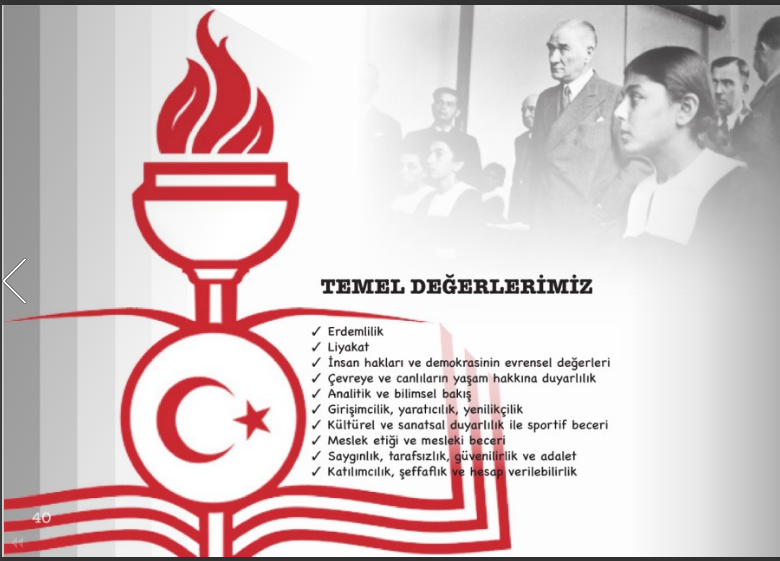 TEMEL DEĞERLERİMİZ
✓ Erdemlilik
✓ Liyakat
✓ İnsan hakları ve demokrasinin evrensel değerleri
✓ Çevreye ve canlıların yaşam hakkına duyarlılık
✓ Analitik ve bilimsel bakış
✓ Girişimcilik, yaratıcılık, yenilikçilik
✓ Kültürel ve sanatsal duyarlılık ile sportif beceri
✓ Meslek etiği ve mesleki beceri
✓ Saygınlık, tarafsızlık, güvenilirlik ve adalet
✓ Katılımcılık, şeffaflık ve hesap verilebilirlik
40